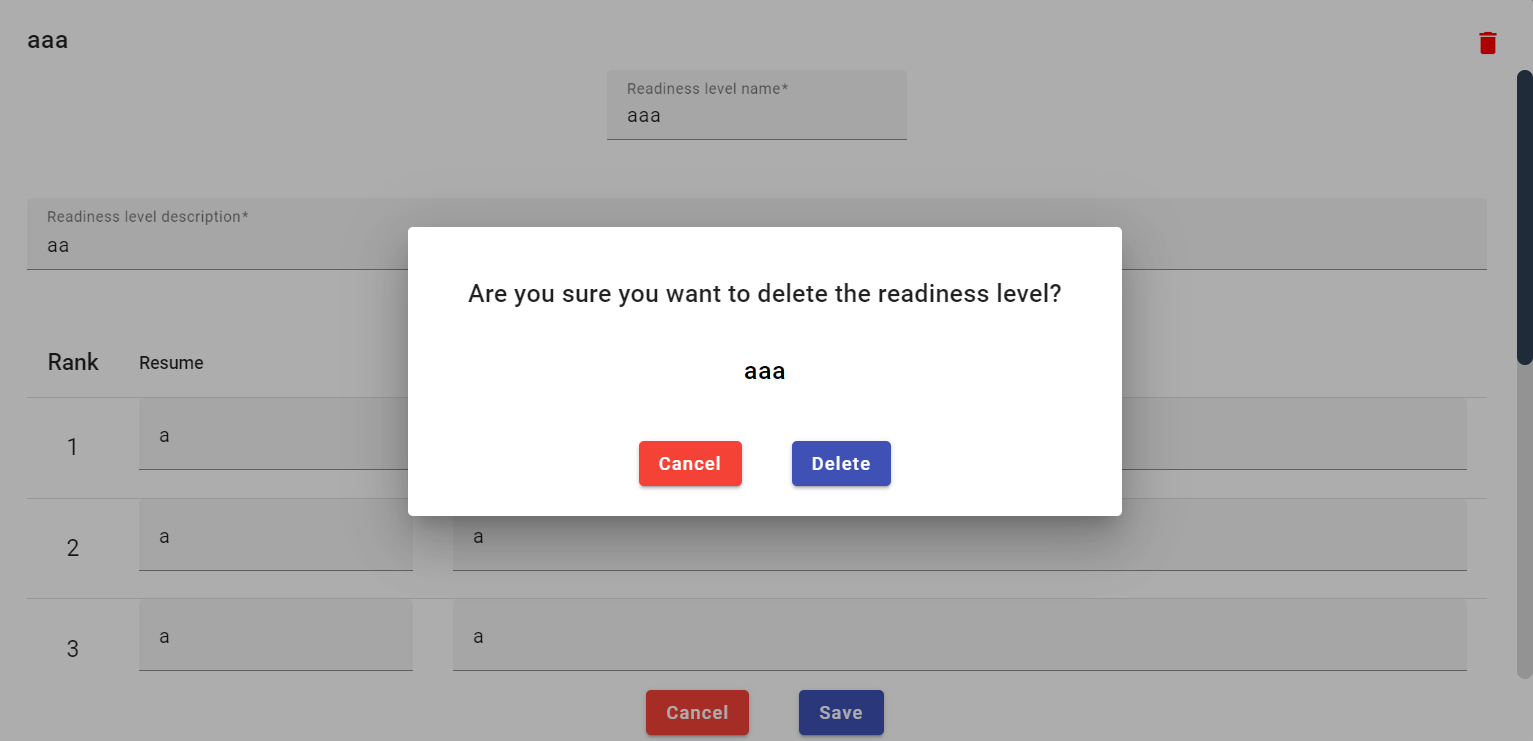 aaa
Readiness level name*
aaa
Readiness level description*
aa
Are you sure you want to delete the readiness level?
aaa
Cancel Delete
Rank Resume
1 a
2 a a
3 a a
Cancel Save